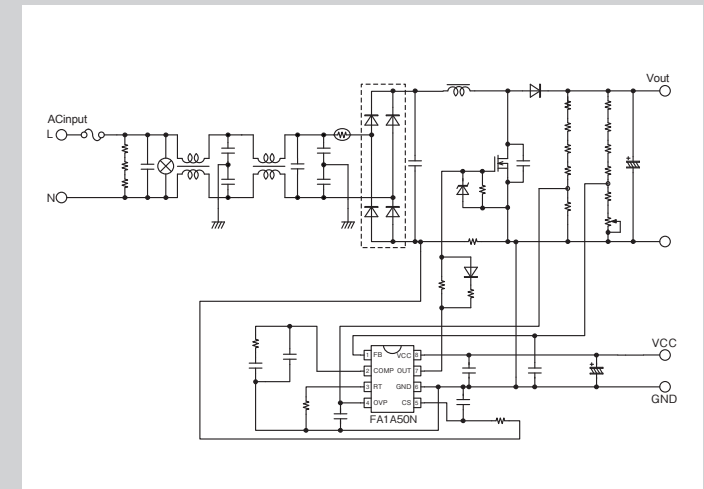 Vout
ACinput
L
N
VCC
GND
1 FB VCC 8
2 COMP OUT 7
3 RT GND 6
4 OVP CS 5
FA1A50N